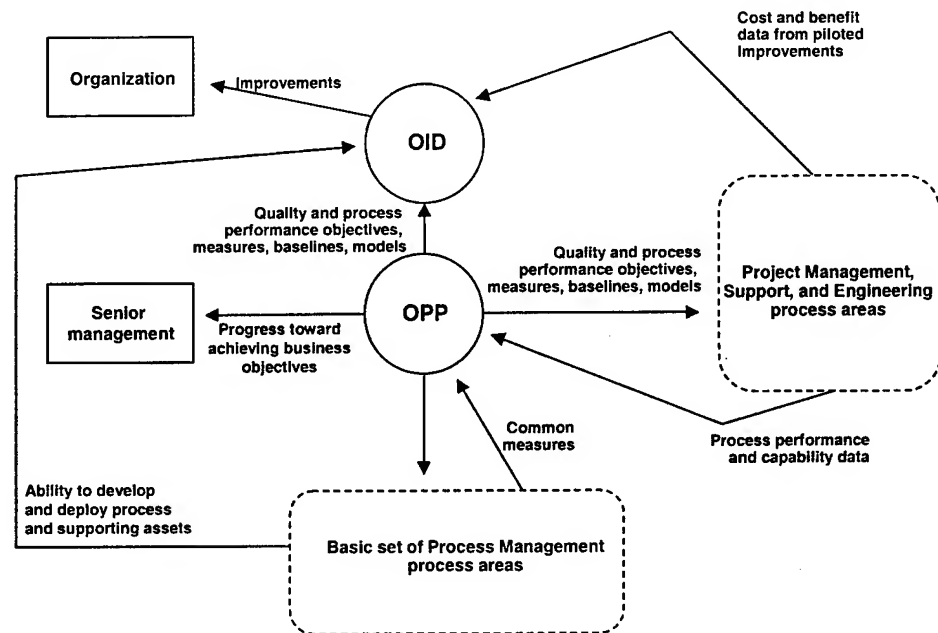 Cost and benefit
data from piloted
Improvements
Organization
Improvements
OID
Quality and process
performance objectives,
measures, baselines, models
Quality and process
performance objectives,
measures, baselines, models
Project Management,
Support, and Engineering
process areas
Senior
management
OPP
Progress toward
achieving business
objectives
Common
measures
Process performance
and capability data
Ability to develop
and deploy process
and supporting assets
Basic set of Process Management
process areas